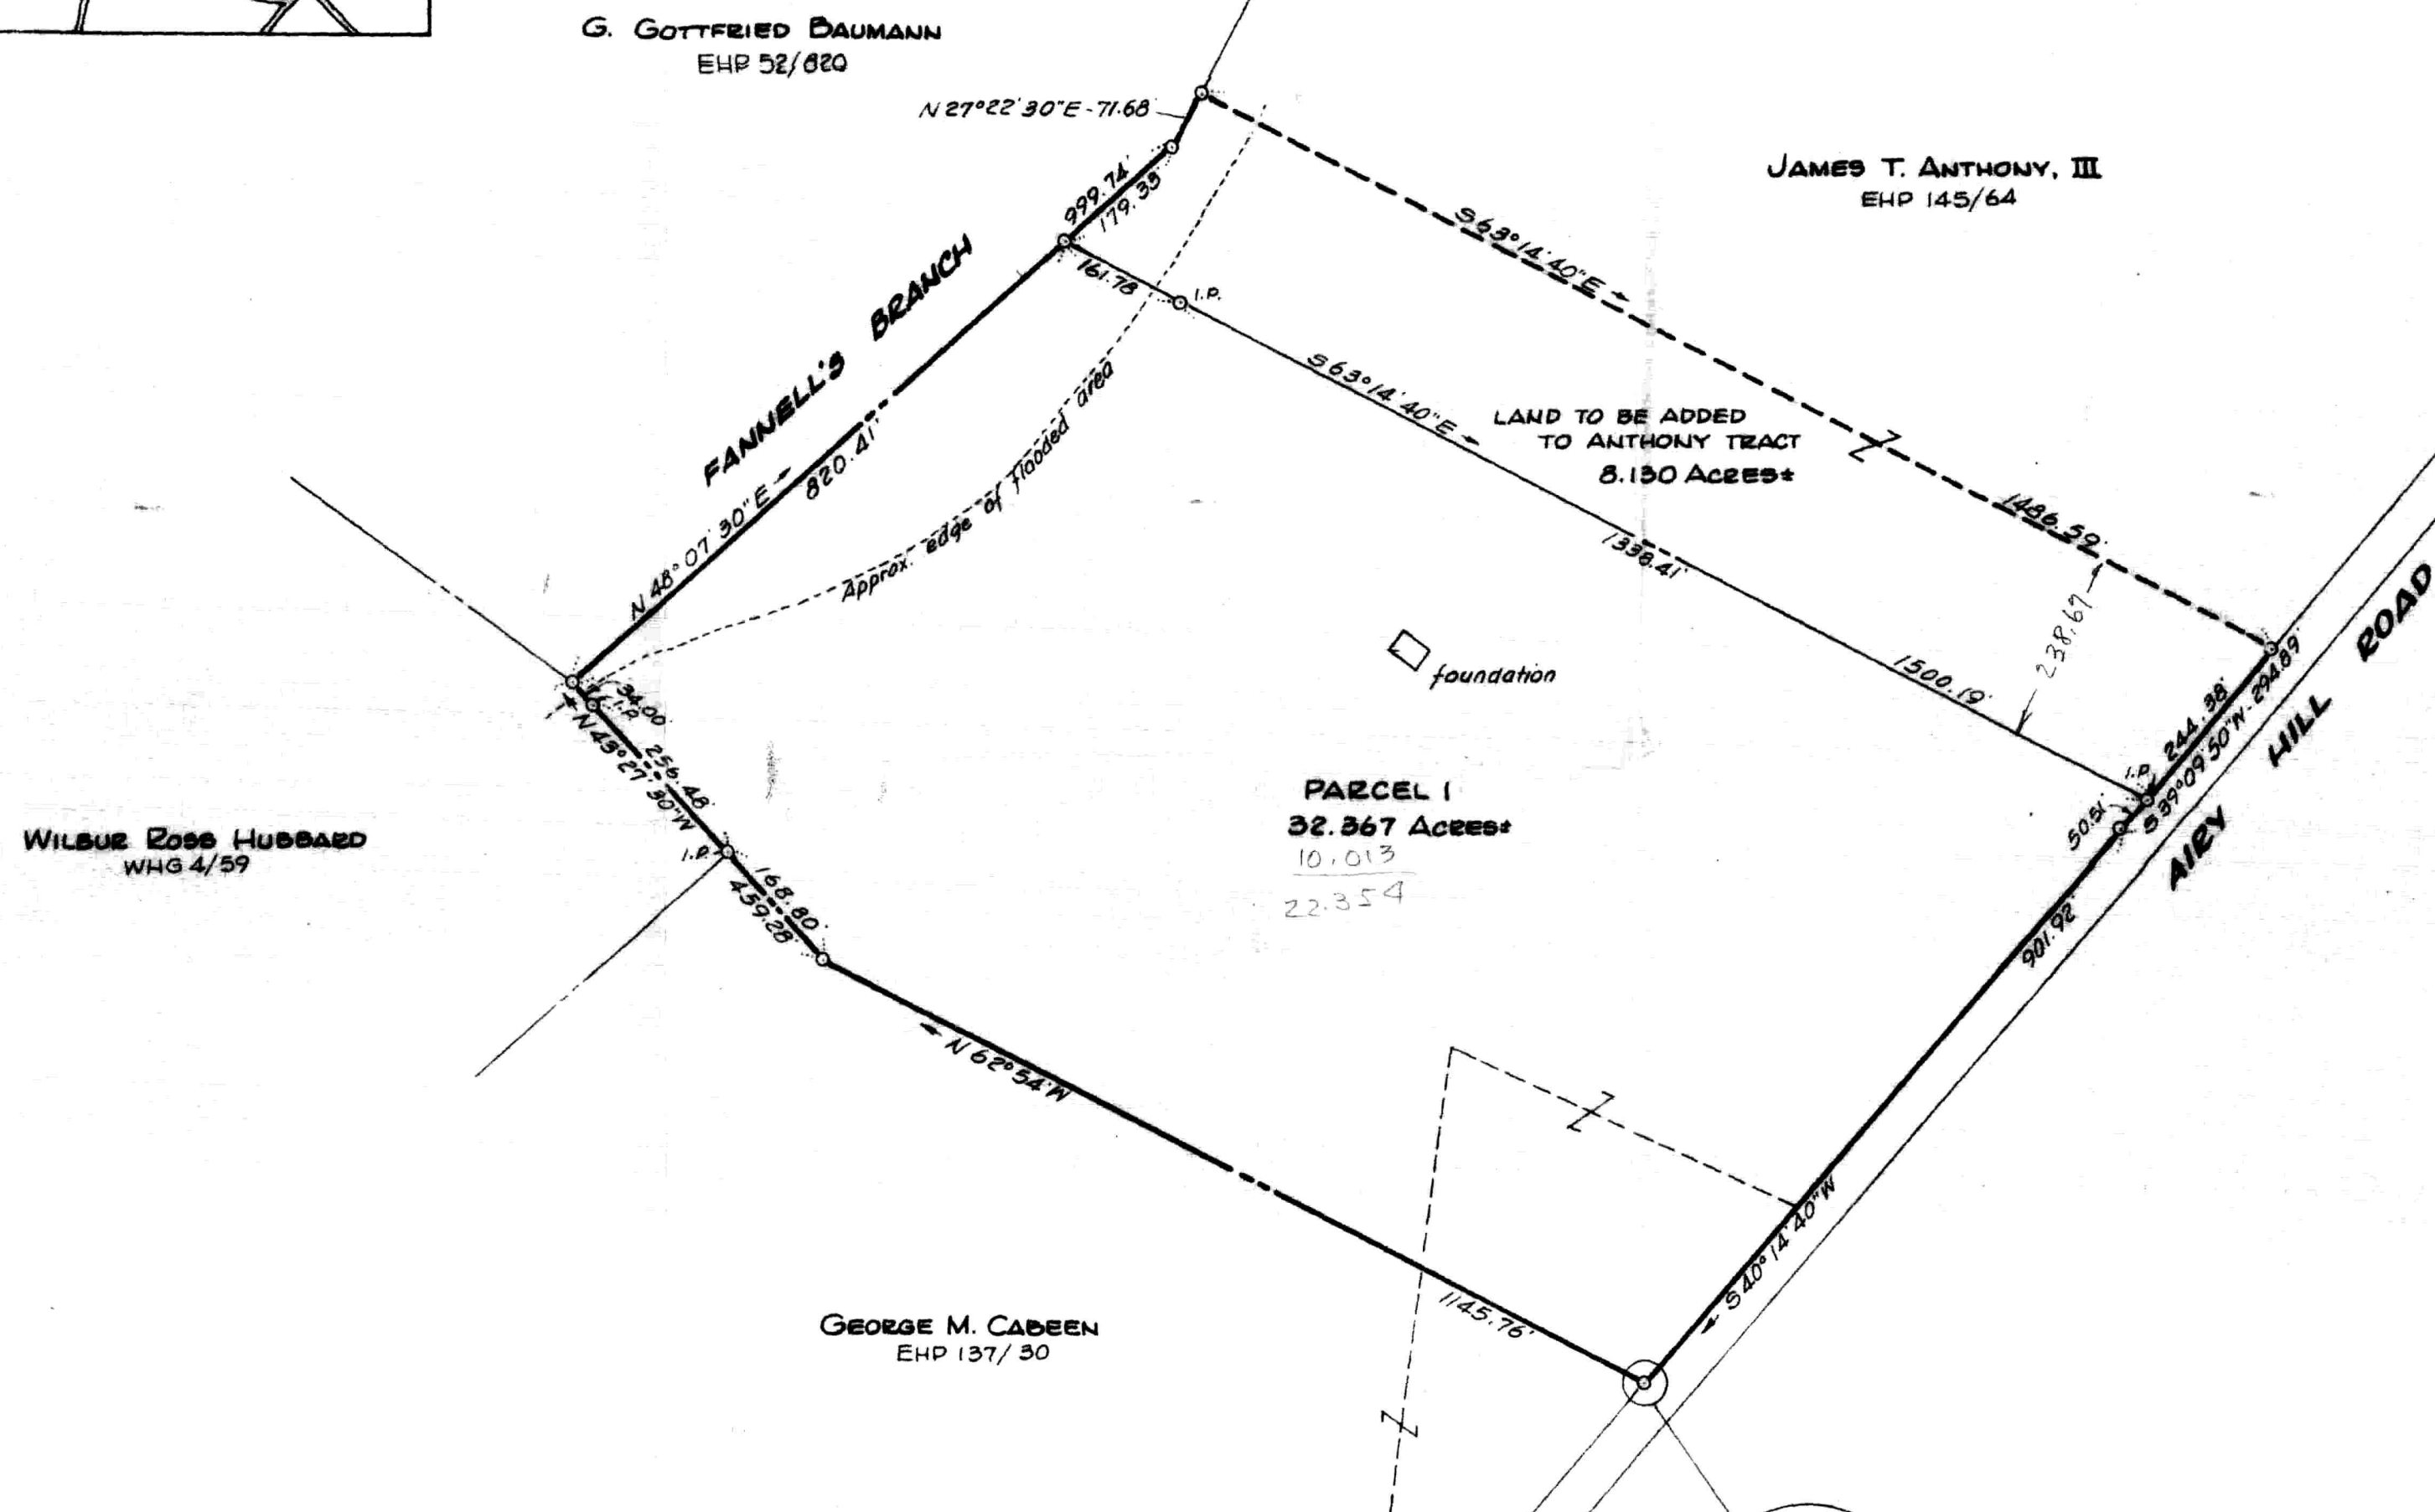 G. GOTTFRIED BAUMANN
EHP 52/820
N 27°22'30"E - 71.68'
JAMES T. ANTHONY, III
EHP 145/64
999.74'
179.33'
161.78
I.P.
S63°14'40"E
S63°14'40"E
FANNELL'S BRANCH
LAND TO BE ADDED
TO ANTHONY TRACT
8.130 ACRES±
N 48°07'30"E
820.41'
Approx. edge of flooded area
1486.59'
1338.41'
238.67
1500.19'
foundation
244.38'
S39°09'50"W - 294.89'
I.P.
50.51'
AIRY HILL ROAD
34.00'
I.P.
N 43°27'30"W
256.48'
I.P.
168.80'
459.28'
WILBUR ROSS HUBBARD
WHG 4/59
PARCEL 1
32.367 ACRES±
10.013
22.354
901.92'
N 62°54'W
S 40°14'40"W
1145.76'
GEORGE M. CABEEN
EHP 137/30